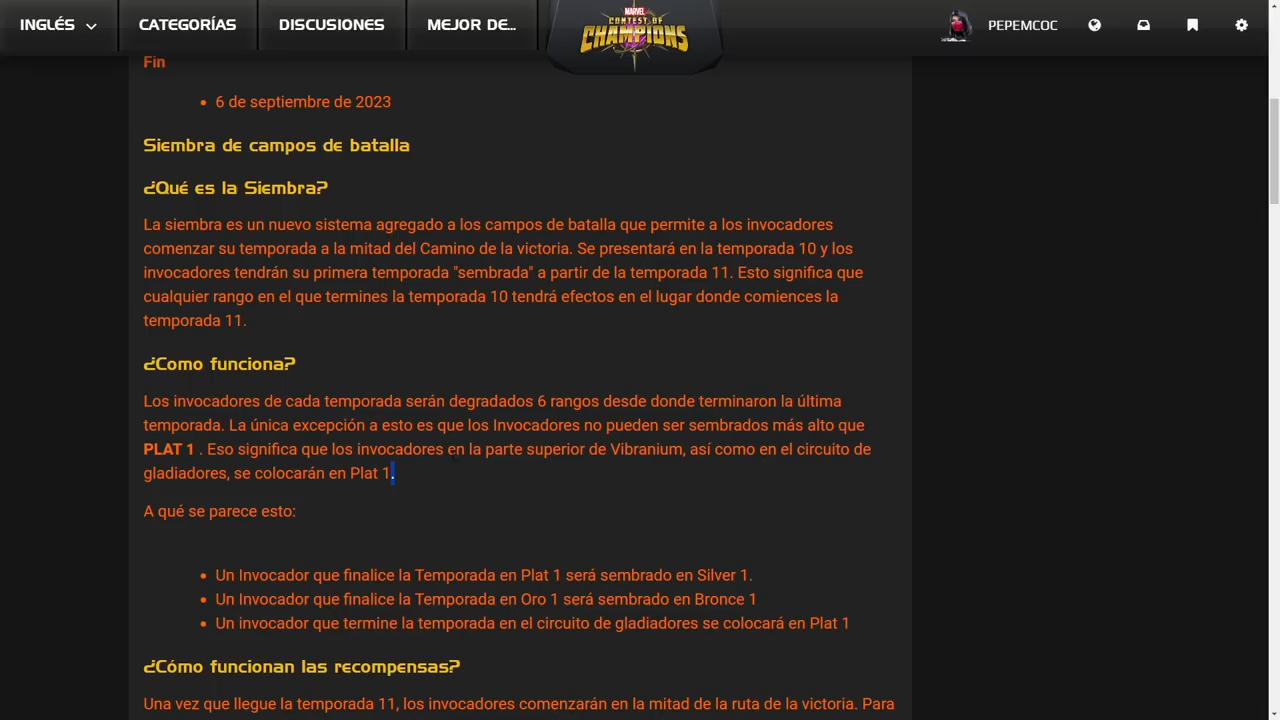 INGLÉS
CATEGORÍAS
DISCUSIONES
MEJOR DE...
MARVEL
CONTEST OF
CHAMPIONS
PEPEMCOC
Fin
• 6 de septiembre de 2023
Siembra de campos de batalla
¿Qué es la Siembra?
La siembra es un nuevo sistema agregado a los campos de batalla que permite a los invocadores
comenzar su temporada a la mitad del Camino de la victoria. Se presentará en la temporada 10 y los
invocadores tendrán su primera temporada "sembrada" a partir de la temporada 11. Esto significa que
cualquier rango en el que termines la temporada 10 tendrá efectos en el lugar donde comiences la
temporada 11.
¿Como funciona?
Los invocadores de cada temporada serán degradados 6 rangos desde donde terminaron la última
temporada. La única excepción a esto es que los Invocadores no pueden ser sembrados más alto que
PLAT 1 . Eso significa que los invocadores en la parte superior de Vibranium, así como en el circuito de
gladiadores, se colocarán en Plat 1.
A qué se parece esto:
• Un Invocador que finalice la Temporada en Plat 1 será sembrado en Silver 1.
• Un Invocador que finalice la Temporada en Oro 1 será sembrado en Bronce 1
• Un invocador que termine la temporada en el circuito de gladiadores se colocará en Plat 1
¿Cómo funcionan las recompensas?
Una vez que llegue la temporada 11, los invocadores comenzarán en la mitad de la ruta de la victoria. Para